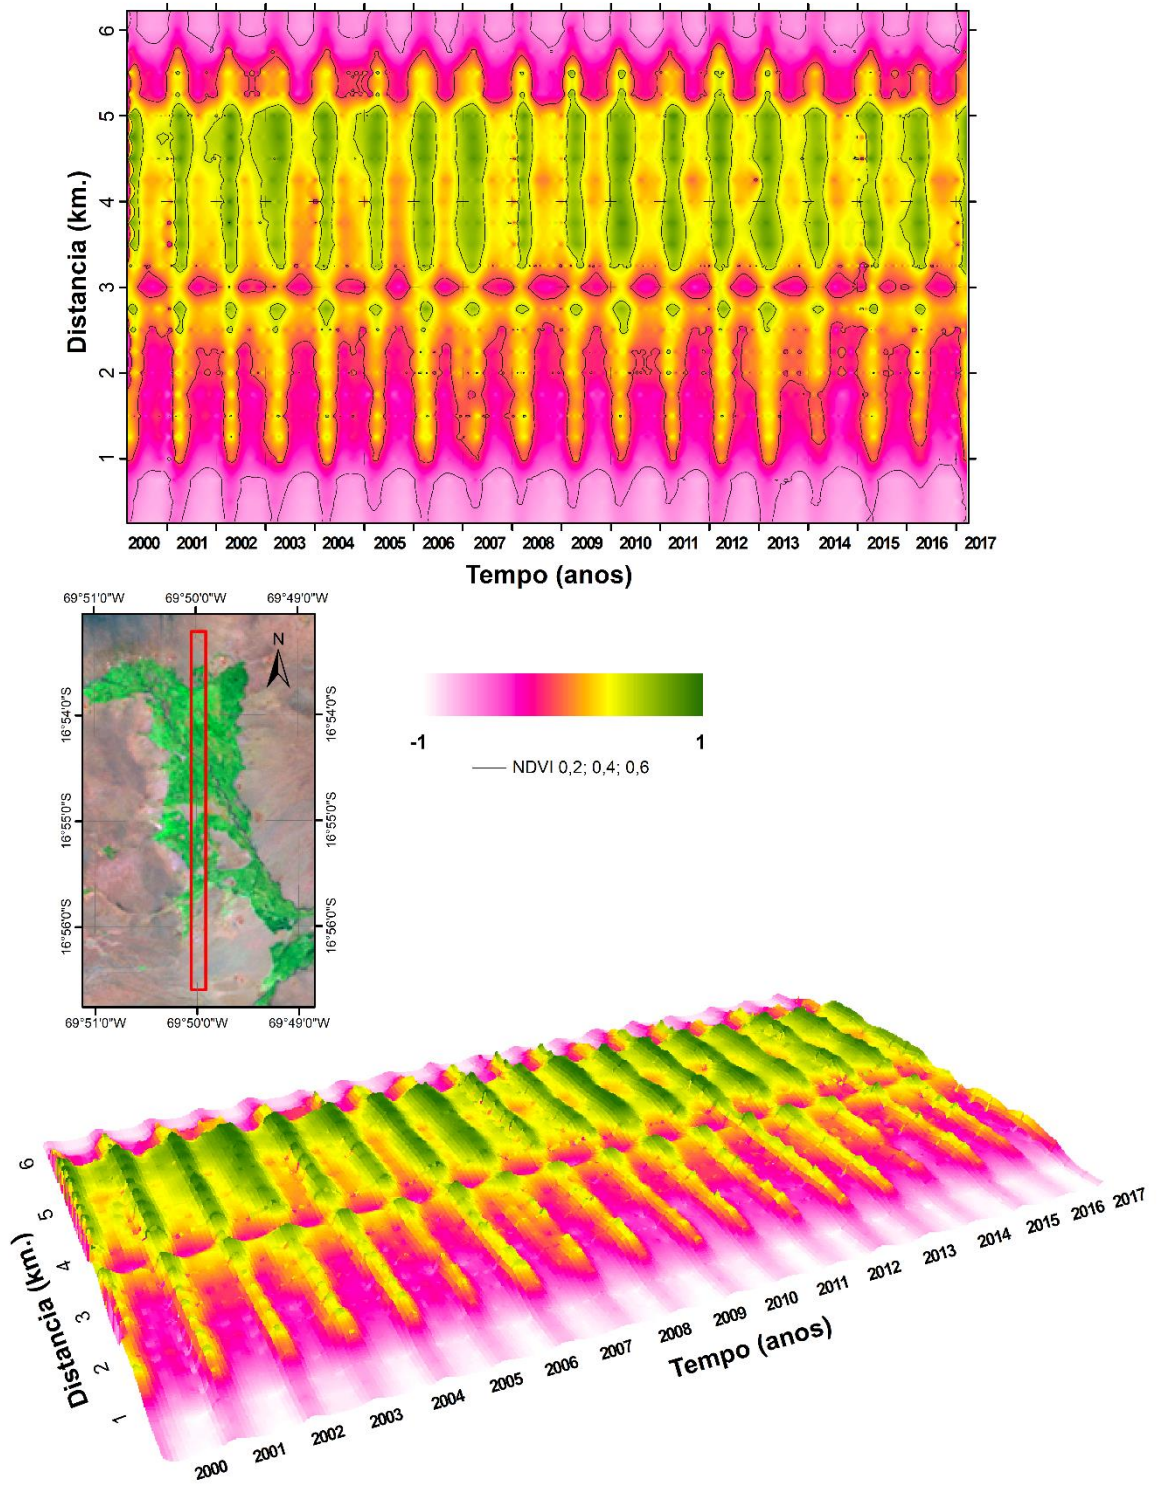 6
5
4
3
2
1
Distancia (km.)
2000 2001 2002 2003 2004 2005 2006 2007 2008 2009 2010 2011 2012 2013 2014 2015 2016 2017
Tempo (anos)
69°51'0"W 69°50'0"W 69°49'0"W
N
16°54'0"S 16°54'0"S
16°55'0"S 16°55'0"S
16°56'0"S 16°56'0"S
69°51'0"W 69°50'0"W 69°49'0"W
-1 1
NDVI 0,2; 0,4; 0,6
6
5
4
3
2
1
Distancia (km.)
2000 2001 2002 2003 2004 2005 2006 2007 2008 2009 2010 2011 2012 2013 2014 2015 2016 2017
Tempo (anos)